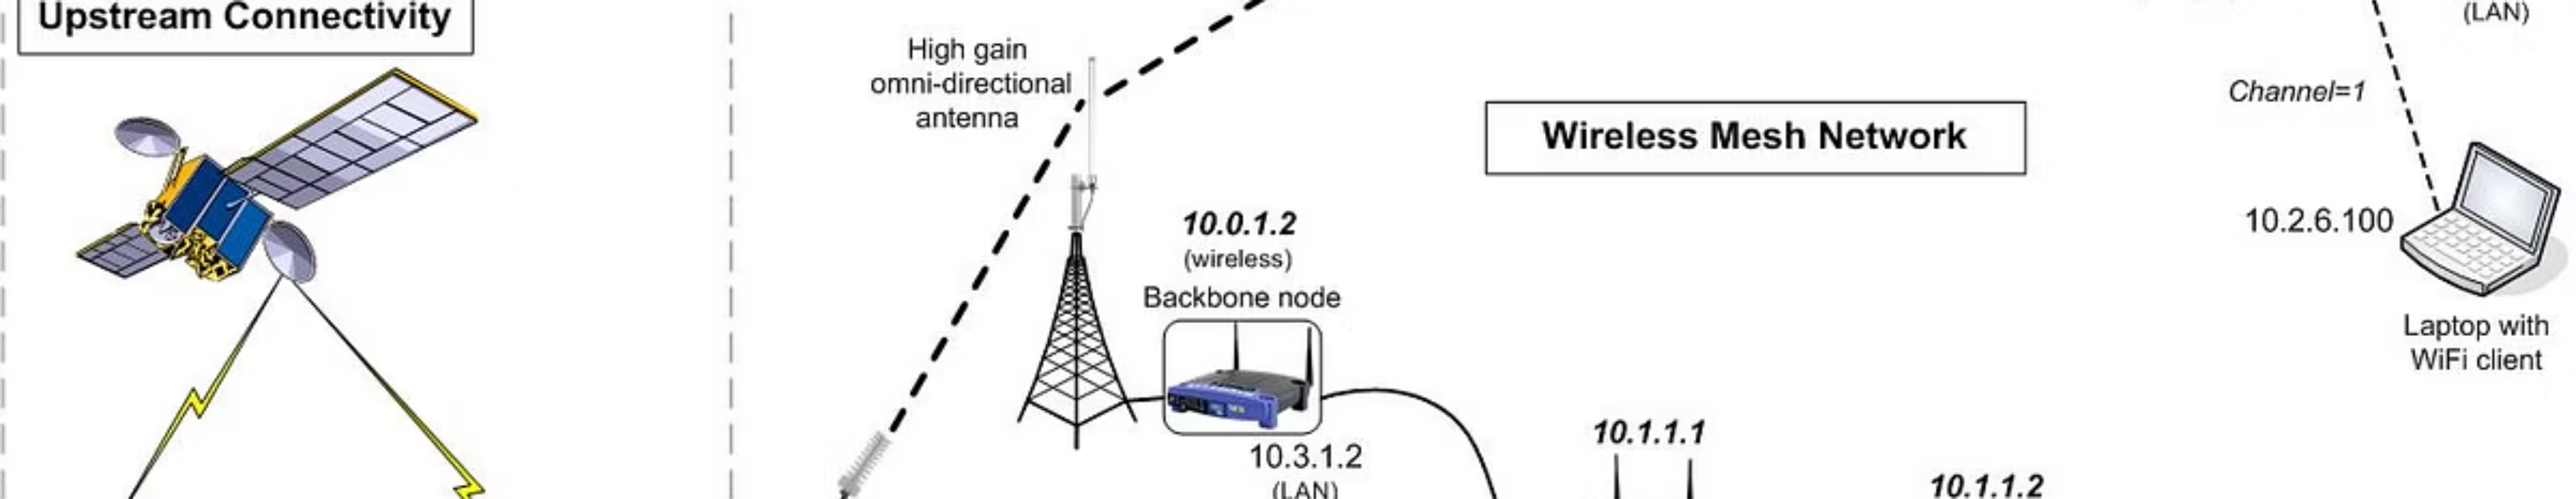 Upstream Connectivity
High gain
omni-directional
antenna
10.0.1.2
(wireless)
Backbone node
10.3.1.2
(LAN)
Wireless Mesh Network
10.1.1.1
10.1.1.2
(LAN)
Channel=1
10.2.6.100
Laptop with
WiFi client